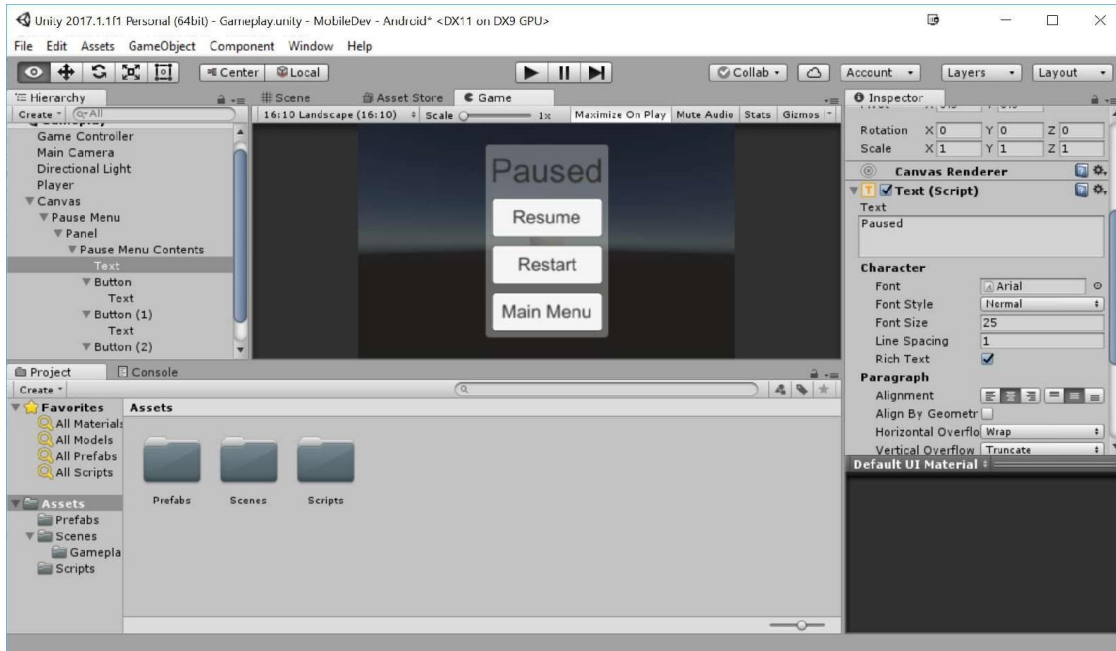 Unity 2017.1.1f1 Personal (64bit) - Gameplay.unity - MobileDev - Android* <DX11 on DX9 GPU>
File Edit Assets GameObject Component Window Help
Center Local Collab Account Layers Layout
Hierarchy
Create All
Game Controller
Main Camera
Directional Light
Player
Canvas
Pause Menu
Panel
Pause Menu Contents
Text
Button
Text
Button (1)
Text
Button (2)
Scene Asset Store Game
16:10 Landscape (16:10) Scale 1x Maximize On Play Mute Audio Stats Gizmos
Paused
Resume
Restart
Main Menu
Inspector
Rotation X 0 Y 0 Z 0
Scale X 1 Y 1 Z 1
Canvas Renderer
Text (Script)
Text
Paused
Character
Font Arial
Font Style Normal
Font Size 25
Line Spacing 1
Rich Text
Paragraph
Alignment
Align By Geometr
Horizontal Overflo Wrap
Vertical Overflow Truncate
Default UI Material
Project Console
Create
Favorites
All Materials
All Models
All Prefabs
All Scripts
Assets
Prefabs
Scenes
Gamepla
Scripts
Assets
Prefabs Scenes Scripts